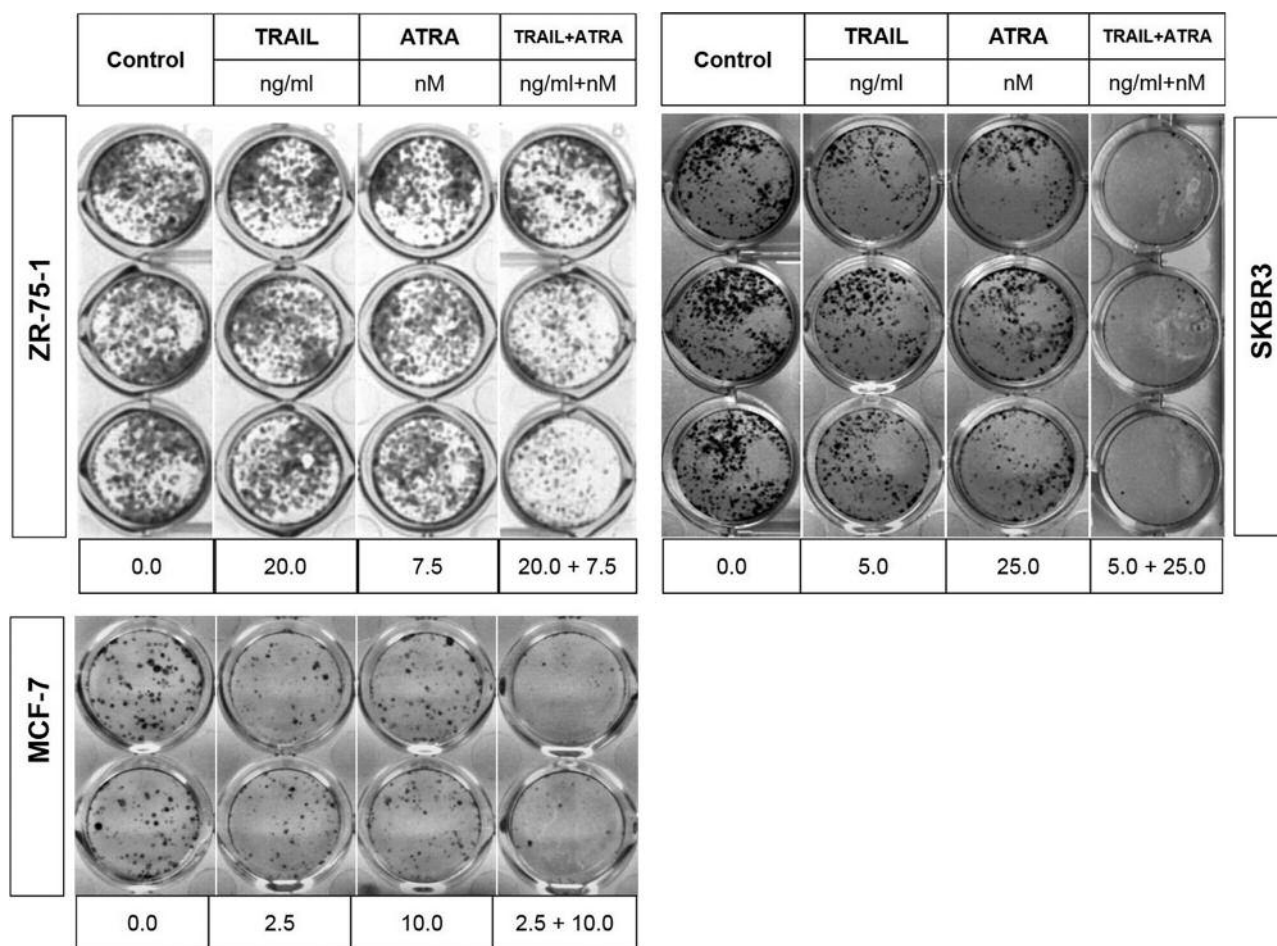 Control TRAIL ATRA TRAIL+ATRA
ng/ml nM ng/ml+nM
ZR-75-1
0.0 20.0 7.5 20.0 + 7.5
Control TRAIL ATRA TRAIL+ATRA
ng/ml nM ng/ml+nM
SKBR3
0.0 5.0 25.0 5.0 + 25.0
MCF-7
0.0 2.5 10.0 2.5 + 10.0